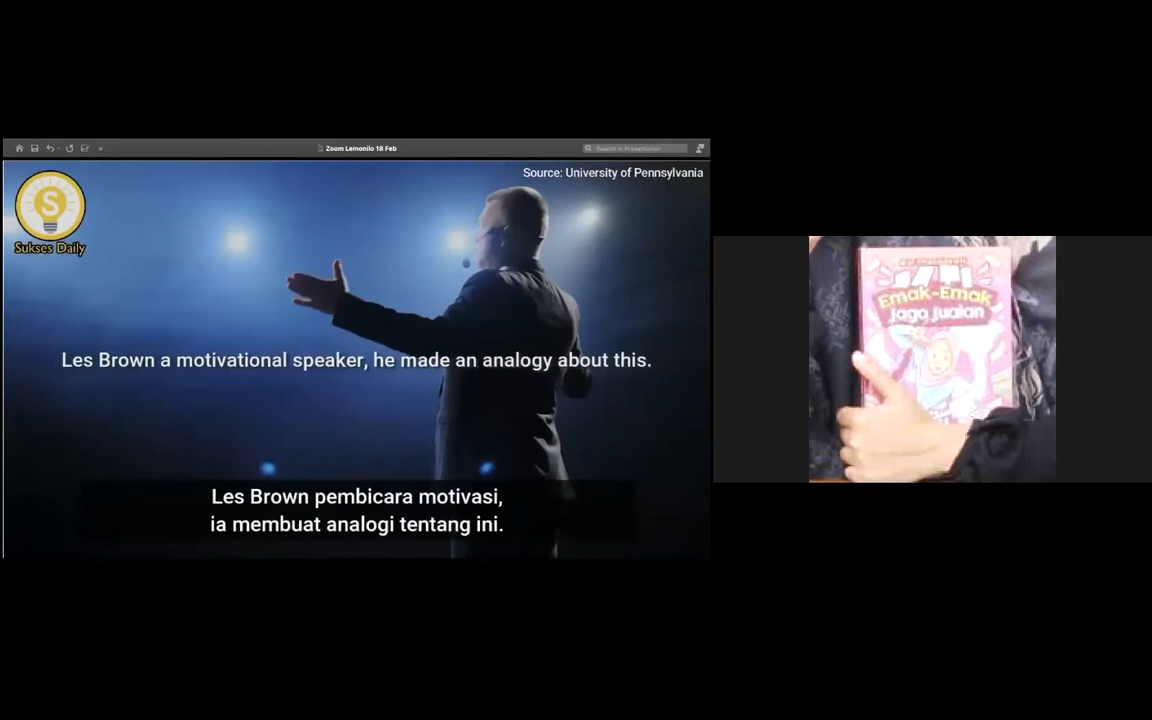 Zoom Lemonilo 18 Feb
Search in Presentation
Source: University of Pennsylvania
S
Sukses Daily
Les Brown a motivational speaker, he made an analogy about this.
Les Brown pembicara motivasi,
ia membuat analogi tentang ini.
Emak-Emak
Jago Jualan